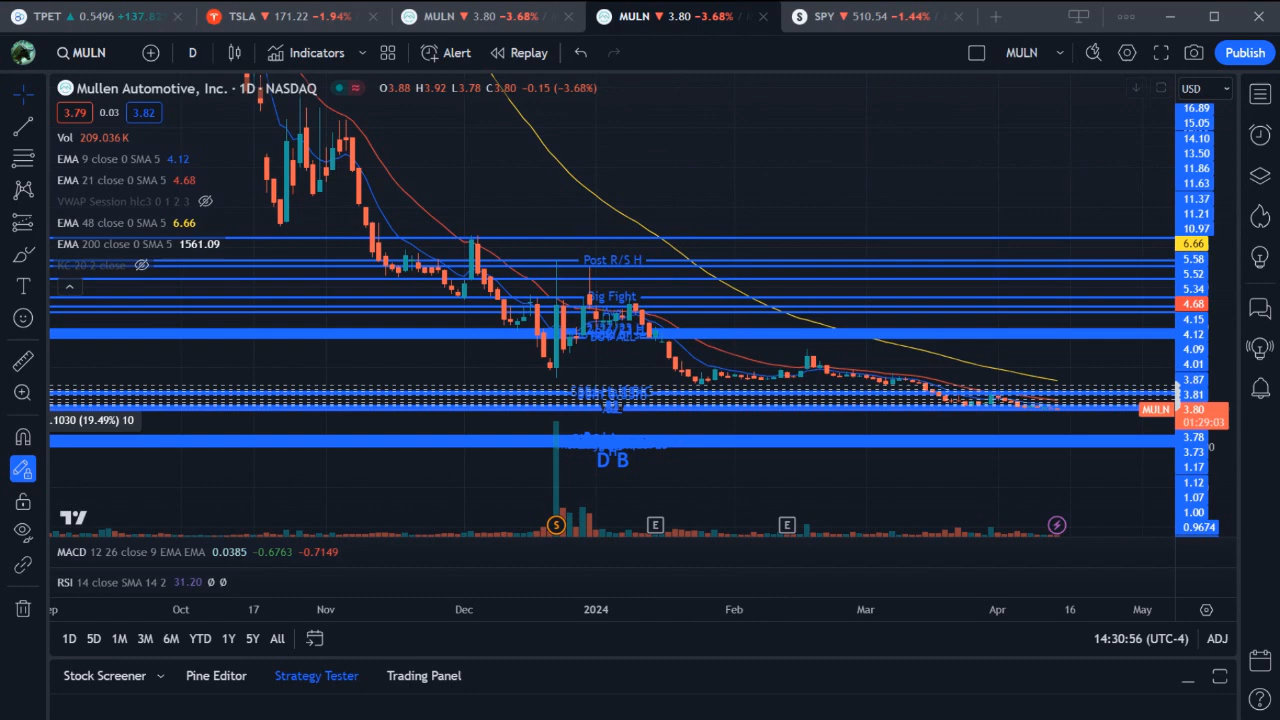 TPET ▲ 0.5496 +137.82
TSLA ▼ 171.22 −1.94%
MULN ▼ 3.80 −3.68% /
MULN ▼ 3.80 −3.68% /
SPY ▼ 510.54 −1.44% /
MULN D Indicators Alert Replay MULN Publish
Mullen Automotive, Inc. · 1D · NASDAQ O3.88 H3.92 L3.78 C3.80 −0.15 (−3.68%)
USD
3.79 0.03 3.82
Vol 209.036K
EMA 9 close 0 SMA 5 4.12
EMA 21 close 0 SMA 5 4.68
VWAP Session hlc3 0 1 2 3
EMA 48 close 0 SMA 5 6.66
EMA 200 close 0 SMA 5 1561.09
KC 20 2 close
Post R/S H
Big Fight
D B
.1030 (19.49%) 10
16.89
15.05
14.10
13.50
11.86
11.63
11.37
11.21
10.97
6.66
5.58
5.52
5.34
4.68
4.15
4.12
4.09
4.01
3.87
3.81
MULN 3.80
01:29:03
3.78
3.73
1.17
1.12
1.07
1.00
0.9674
S E E
MACD 12 26 close 9 EMA EMA 0.0385 −0.6763 −0.7149
RSI 14 close SMA 14 2 31.20 Ø Ø
ep Oct 17 Nov Dec 2024 Feb Mar Apr 16 May
1D 5D 1M 3M 6M YTD 1Y 5Y All 14:30:56 (UTC-4) ADJ
Stock Screener Pine Editor Strategy Tester Trading Panel